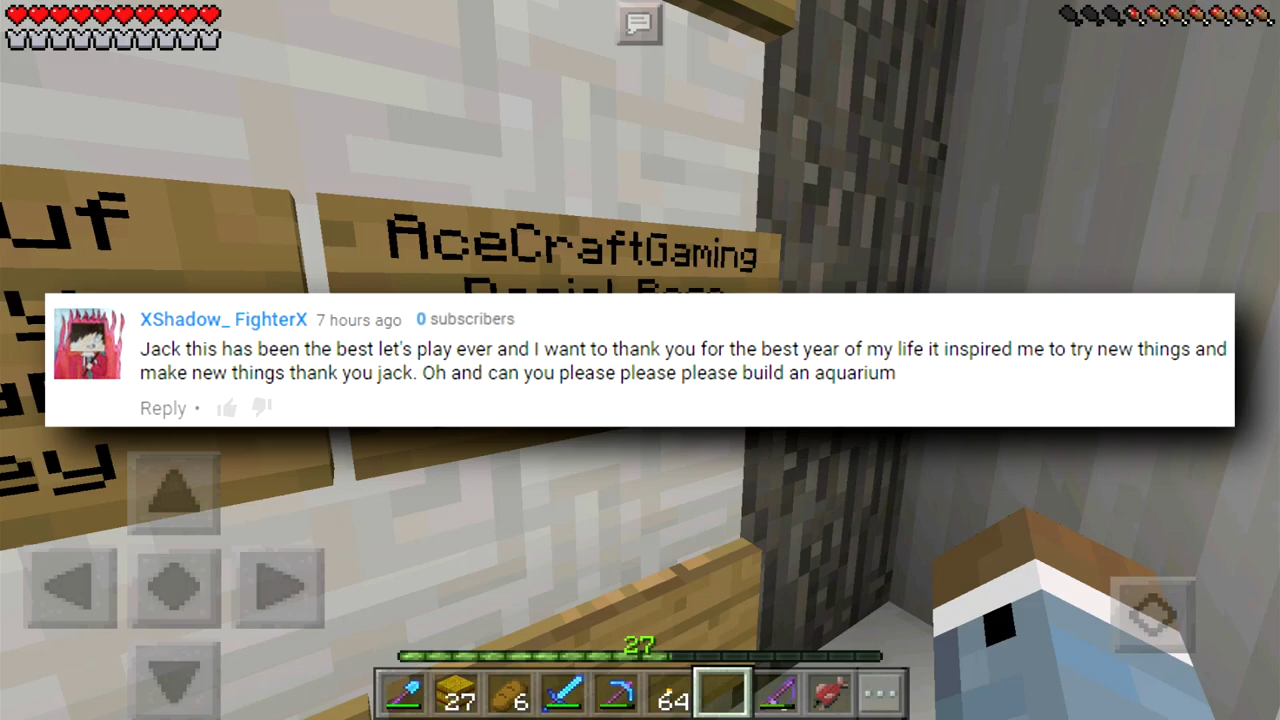 uf
AceCraftGaming
XShadow_ FighterX 7 hours ago 0 subscribers
Jack this has been the best let's play ever and I want to thank you for the best year of my life it inspired me to try new things and
make new things thank you jack. Oh and can you please please please build an aquarium
Reply •
ey
27
27 6 64